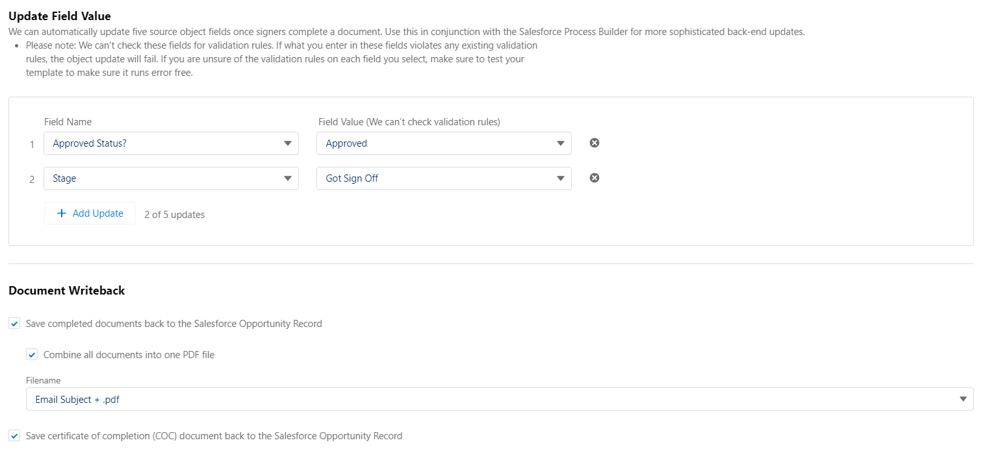 Update Field Value
We can automatically update five source object fields once signers complete a document. Use this in conjunction with the Salesforce Process Builder for more sophisticated back-end updates.
• Please note: We can't check these fields for validation rules. If what you enter in these fields violates any existing validation
rules, the object update will fail. If you are unsure of the validation rules on each field you select, make sure to test your
template to make sure it runs error free.
Field Name Field Value (We can't check validation rules)
1 Approved Status? Approved
2 Stage Got Sign Off
+ Add Update 2 of 5 updates
Document Writeback
Save completed documents back to the Salesforce Opportunity Record
Combine all documents into one PDF file
Filename
Email Subject + .pdf
Save certificate of completion (COC) document back to the Salesforce Opportunity Record